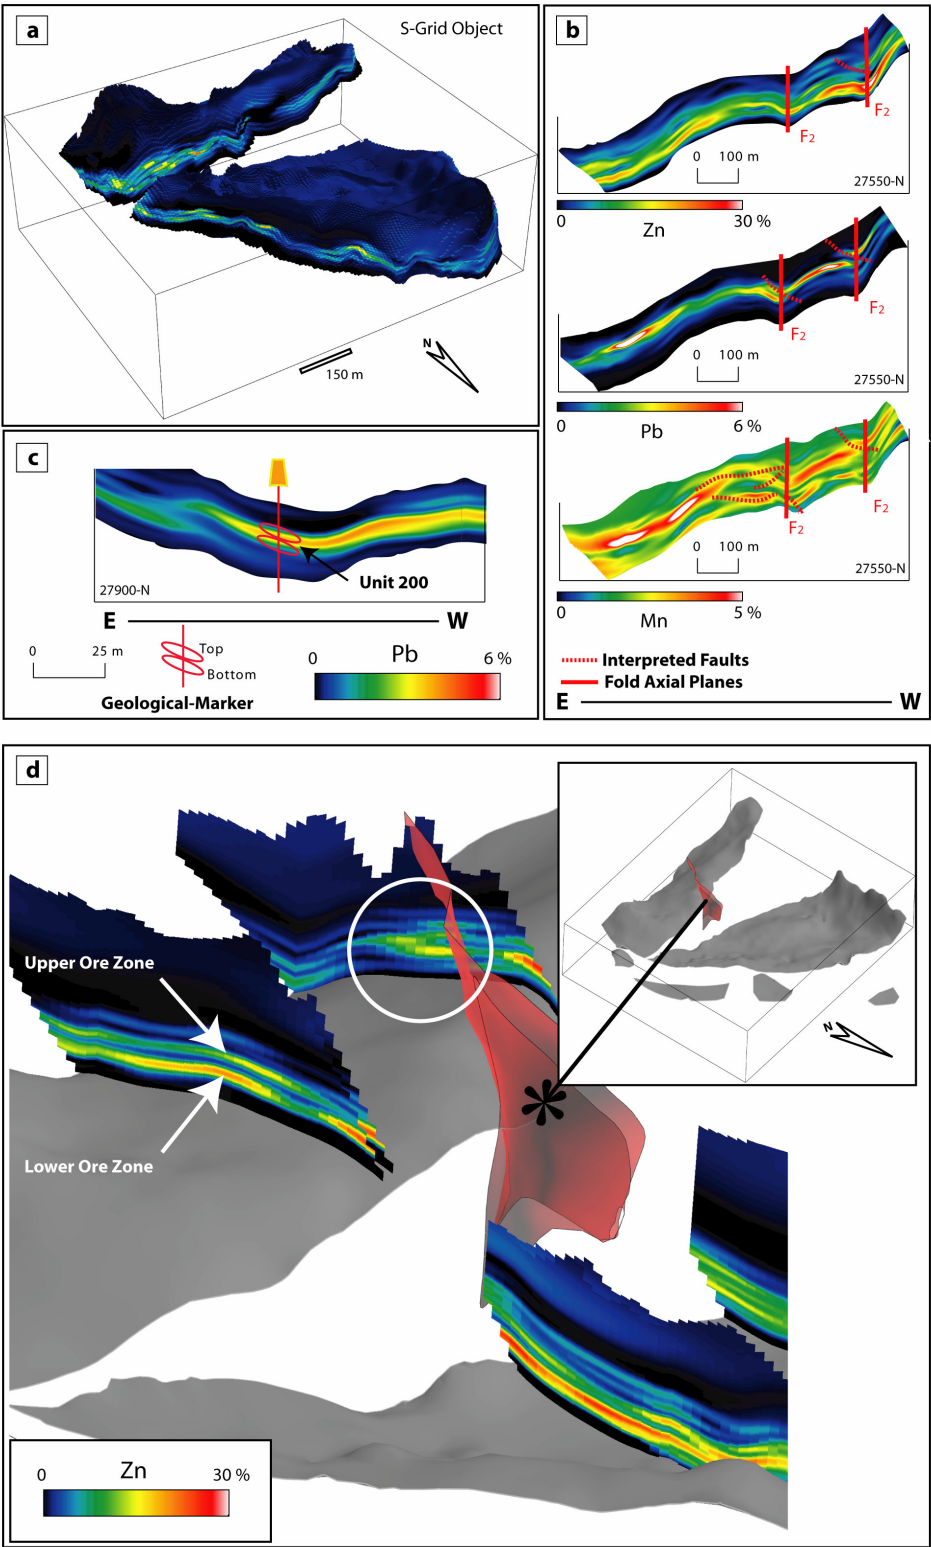 a
S-Grid Object
N
150 m
b
F2
F2
0 100 m
27550-N
0 30 %
Zn
F2
F2
0 100 m
27550-N
0 6 %
Pb
F2
F2
0 100 m
27550-N
0 5 %
Mn
Interpreted Faults
Fold Axial Planes
E W
c
Unit 200
27900-N
E W
0 25 m
Top
Bottom
Geological-Marker
0 Pb 6 %
d
Upper Ore Zone
Lower Ore Zone
N
0 Zn 30 %